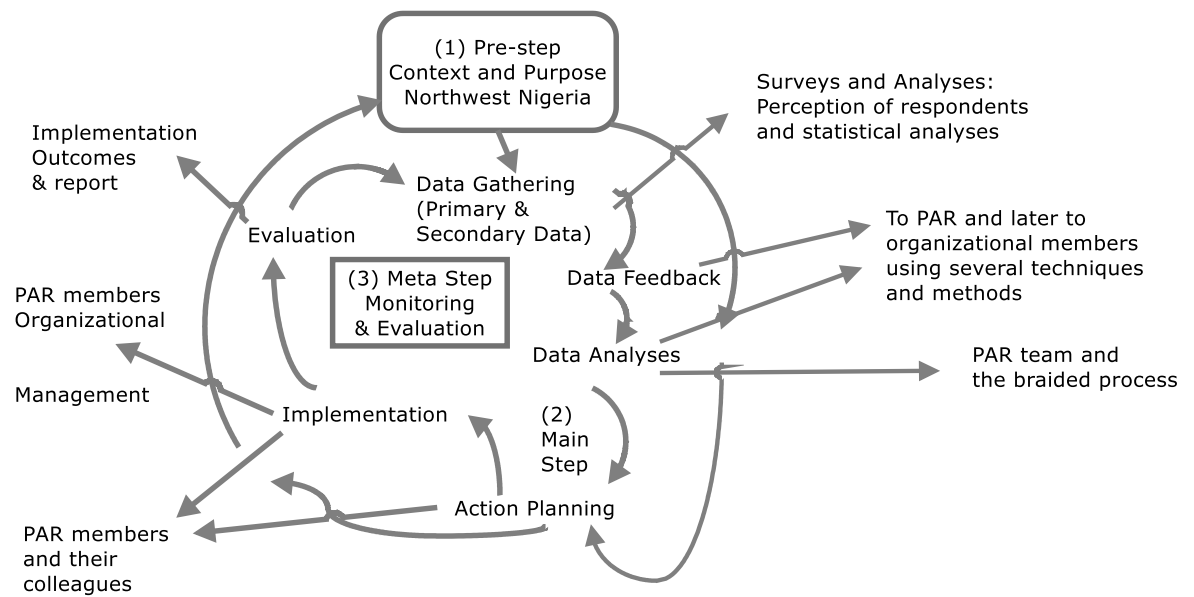 (1) Pre-step
Context and Purpose
Northwest Nigeria
Surveys and Analyses:
Perception of respondents
and statistical analyses
Implementation
Outcomes
& report
Data Gathering
(Primary &
Secondary Data)
Evaluation
To PAR and later to
organizational members
using several techniques
and methods
Data Feedback
(3) Meta Step
Monitoring
& Evaluation
PAR members
Organizational
Management
Data Analyses
PAR team and
the braided process
Implementation
(2)
Main
Step
Action Planning
PAR members
and their
colleagues